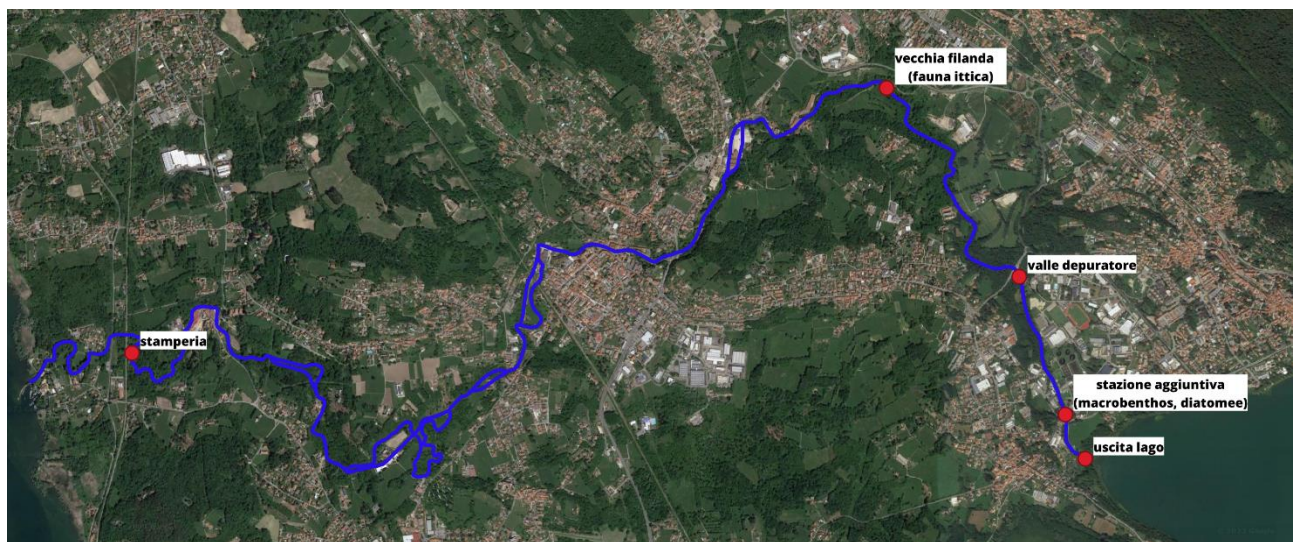 vecchia filanda
(fauna ittica)
valle depuratore
stamperia
stazione aggiuntiva
(macrobenthos, diatomee)
uscita lago